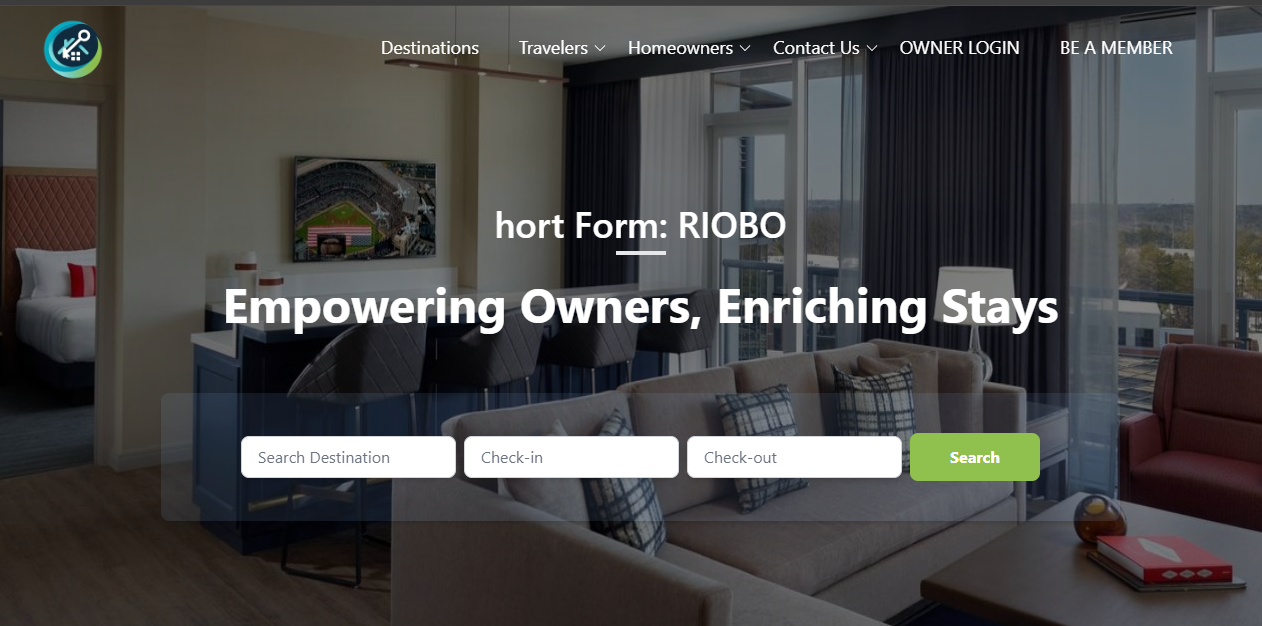 Destinations
Travelers
Homeowners
Contact Us
OWNER LOGIN
BE A MEMBER
hort Form: RIOBO
Empowering Owners, Enriching Stays
Search Destination
Check-in
Check-out
Search